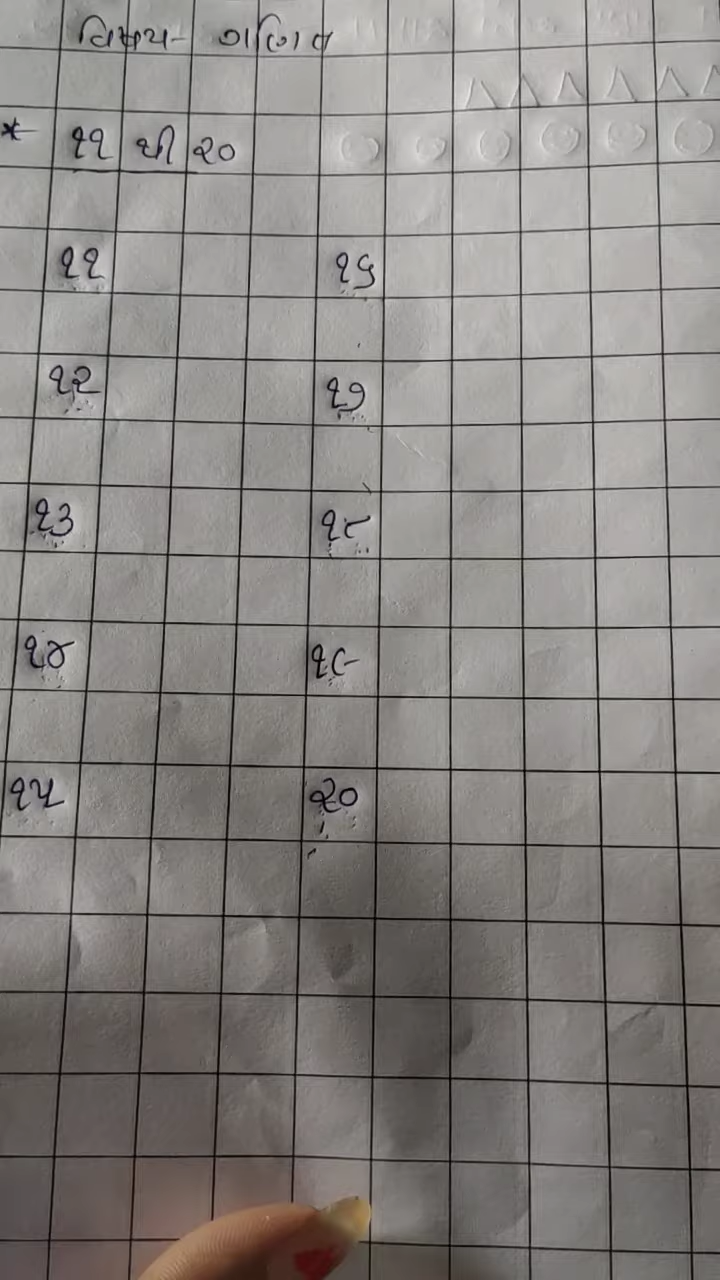 વિષય- ગણિત
* ૧૧ થી ૨૦
૧૧ ૧૬
૧૨ ૧૭
૧૩ ૧૮
૧૪ ૧૯
૧૫ ૨૦